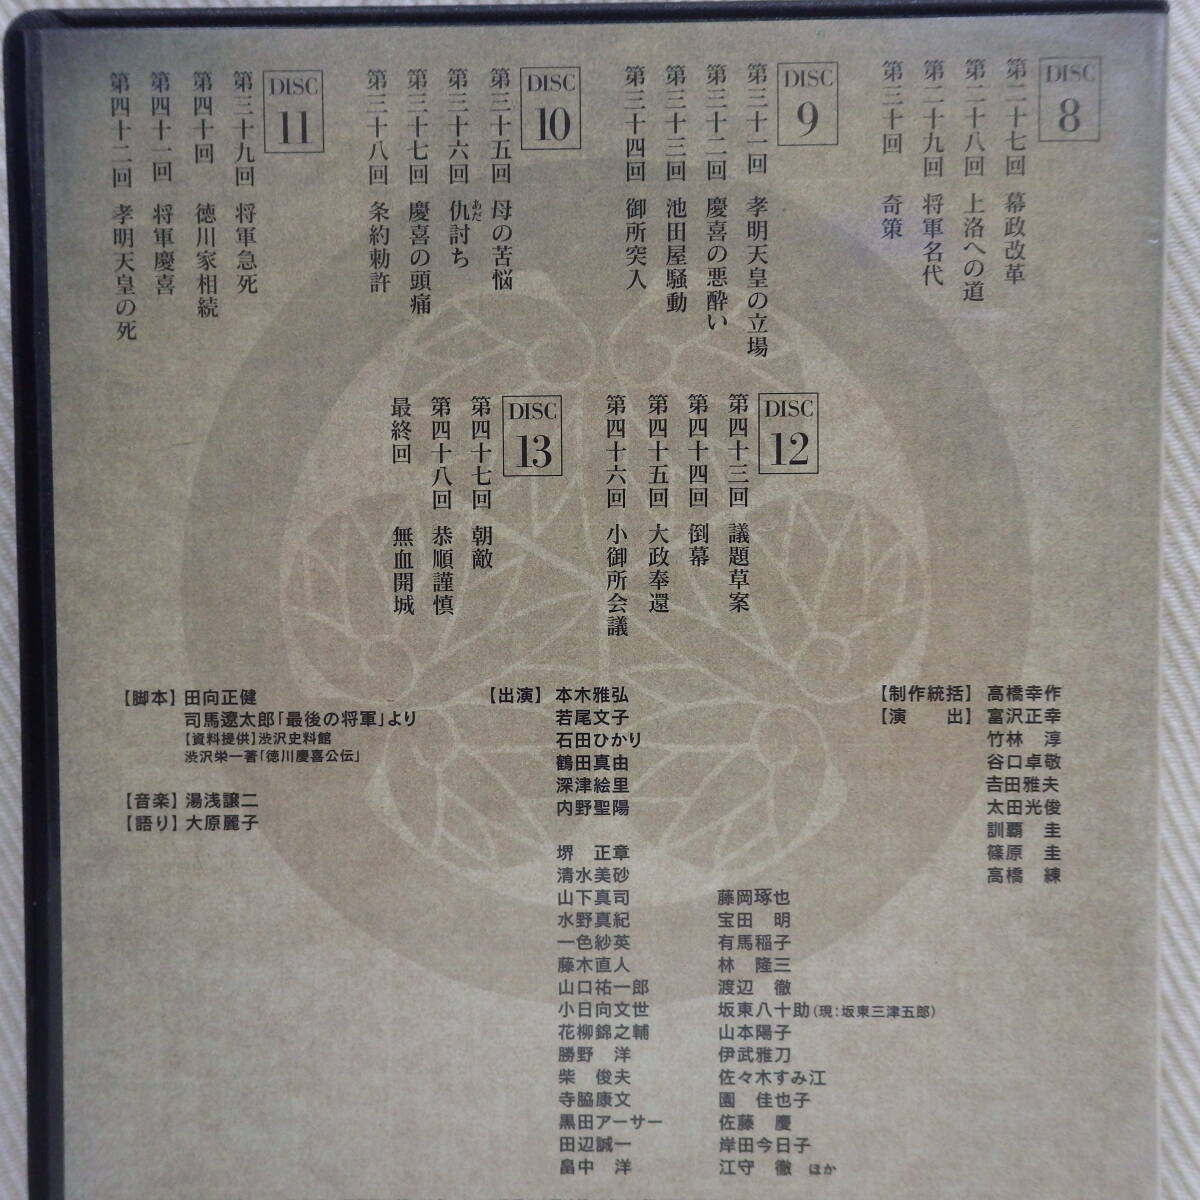 DISC
8
第二十七回 幕政改革
第二十八回 上洛への道
第二十九回 将軍名代
第三十回 奇策
DISC
9
第三十一回 孝明天皇の立場
第三十二回 慶喜の悪酔い
第三十三回 池田屋騒動
第三十四回 御所突入
DISC
10
第三十五回 母の苦悩
第三十六回 仇討ち
あだ
第三十七回 慶喜の頭痛
第三十八回 条約勅許
DISC
11
第三十九回 将軍急死
第四十回 徳川家相続
第四十一回 将軍慶喜
第四十二回 孝明天皇の死
DISC
12
第四十三回 議題草案
第四十四回 倒幕
第四十五回 大政奉還
第四十六回 小御所会議
DISC
13
第四十七回 朝敵
第四十八回 恭順謹慎
最終回 無血開城
【脚本】田向正健
司馬遼太郎「最後の将軍」より
【資料提供】渋沢史料館
渋沢栄一著「徳川慶喜公伝」
【音楽】湯浅譲二
【語り】大原麗子
【出演】本木雅弘
若尾文子
石田ひかり
鶴田真由
深津絵里
内野聖陽
堺 正章
清水美砂
山下真司
水野真紀
一色紗英
藤木直人
山口祐一郎
小日向文世
花柳錦之輔
勝野 洋
柴 俊夫
寺脇康文
黒田アーサー
田辺誠一
畠中 洋
藤岡琢也
宝田 明
有馬稲子
林 隆三
渡辺 徹
坂東八十助(現:坂東三津五郎)
山本陽子
伊武雅刀
佐々木すみ江
園 佳也子
佐藤 慶
岸田今日子
江守 徹 ほか
【制作統括】高橋幸作
【演 出】富沢正幸
竹林 淳
谷口卓敬
吉田雅夫
太田光俊
訓覇 圭
篠原 圭
高橋 練